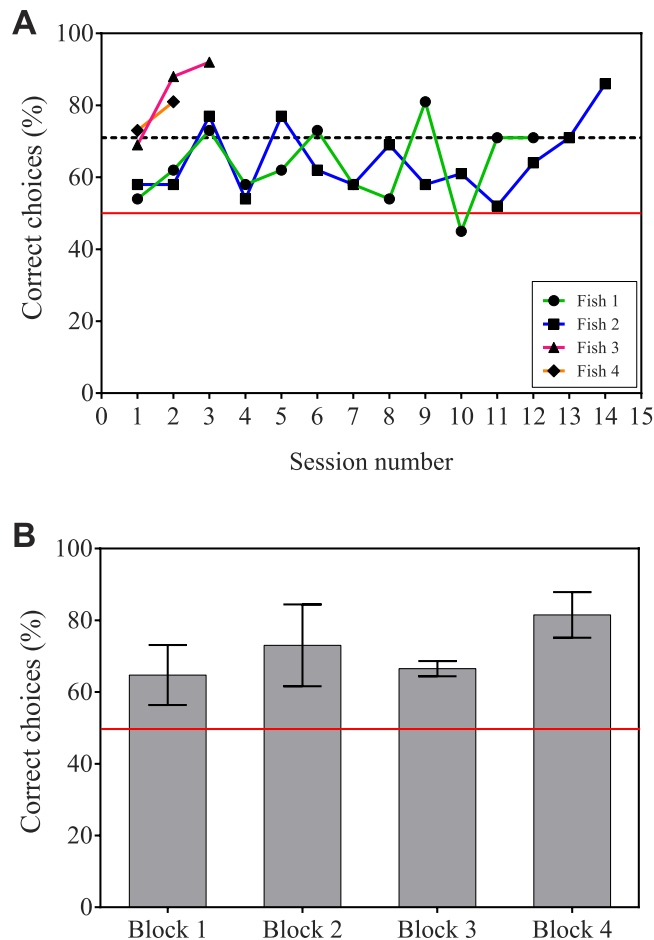 A
100
80
60
40
20
0
Correct choices (%)
0 1 2 3 4 5 6 7 8 9 10 11 12 13 14 15
Session number
Fish 1
Fish 2
Fish 3
Fish 4
B
100
80
60
40
20
0
Correct choices (%)
Block 1 Block 2 Block 3 Block 4